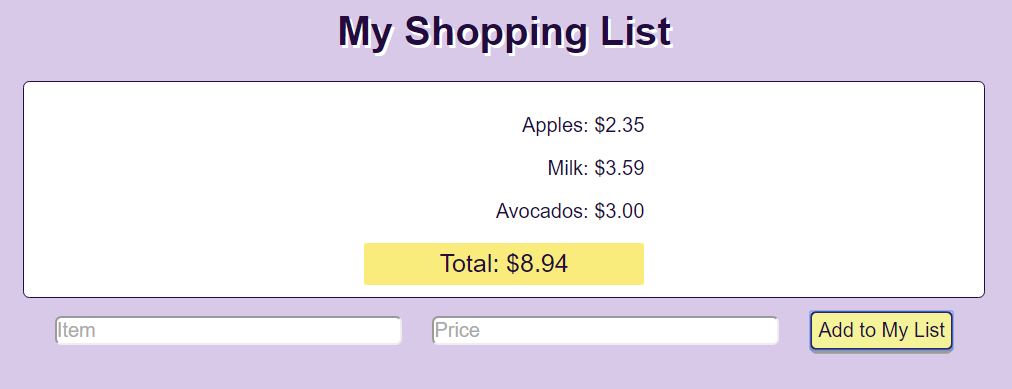 My Shopping List
Apples: $2.35
Milk: $3.59
Avocados: $3.00
Total: $8.94
Item Price Add to My List